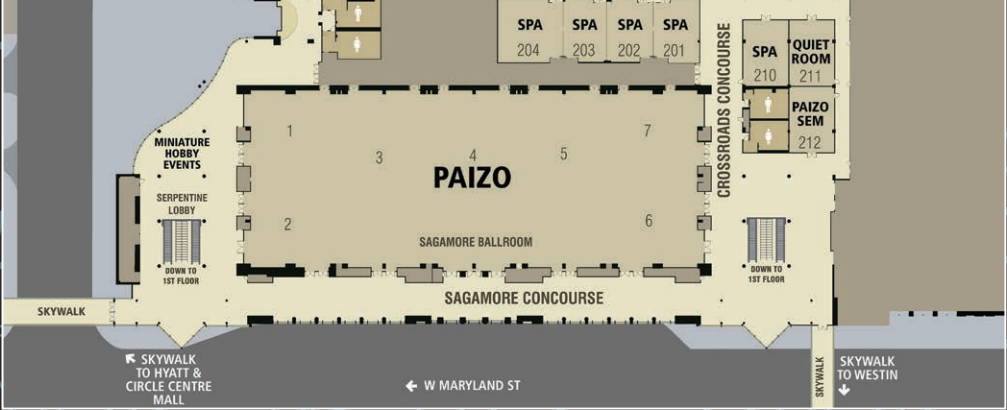 SPA
204
SPA
203
SPA
202
SPA
201
CROSSROADS CONCOURSE
SPA
210
QUIET
ROOM
211
PAIZO
SEM
212
MINIATURE
HOBBY
EVENTS
SERPENTINE
LOBBY
DOWN TO
1ST FLOOR
1
2
3
4
5
6
7
PAIZO
SAGAMORE BALLROOM
DOWN TO
1ST FLOOR
SAGAMORE CONCOURSE
SKYWALK
SKYWALK
TO HYATT &
CIRCLE CENTRE
MALL
W MARYLAND ST
SKYWALK
SKYWALK
TO WESTIN